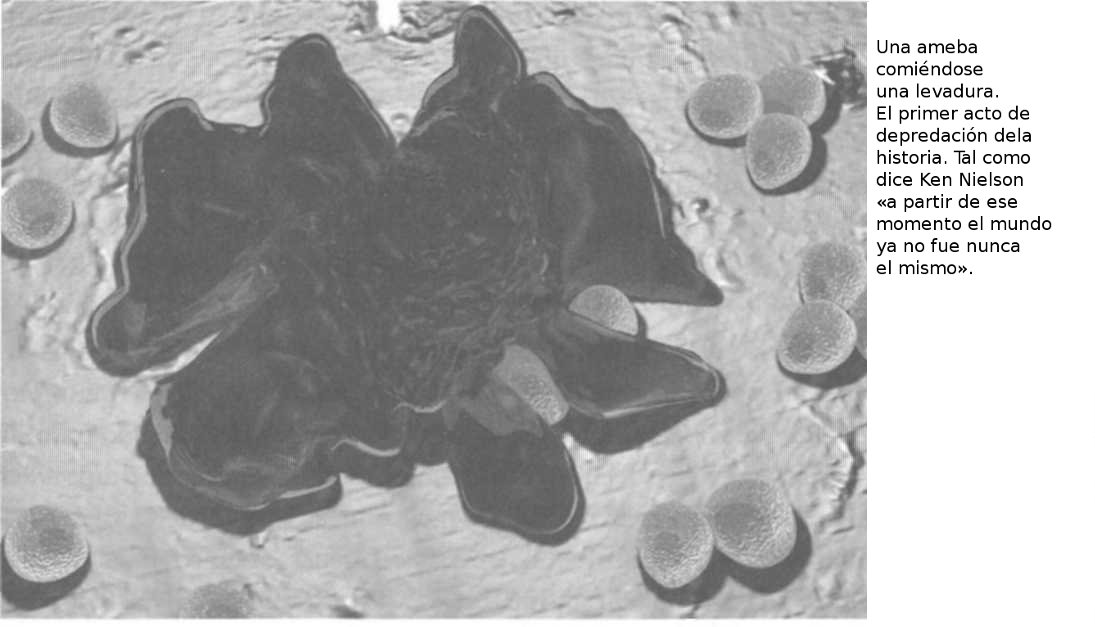 Una ameba
comiéndose
una levadura.
El primer acto de
depredación dela
historia. Tal como
dice Ken Nielson
«a partir de ese
momento el mundo
ya no fue nunca
el mismo».